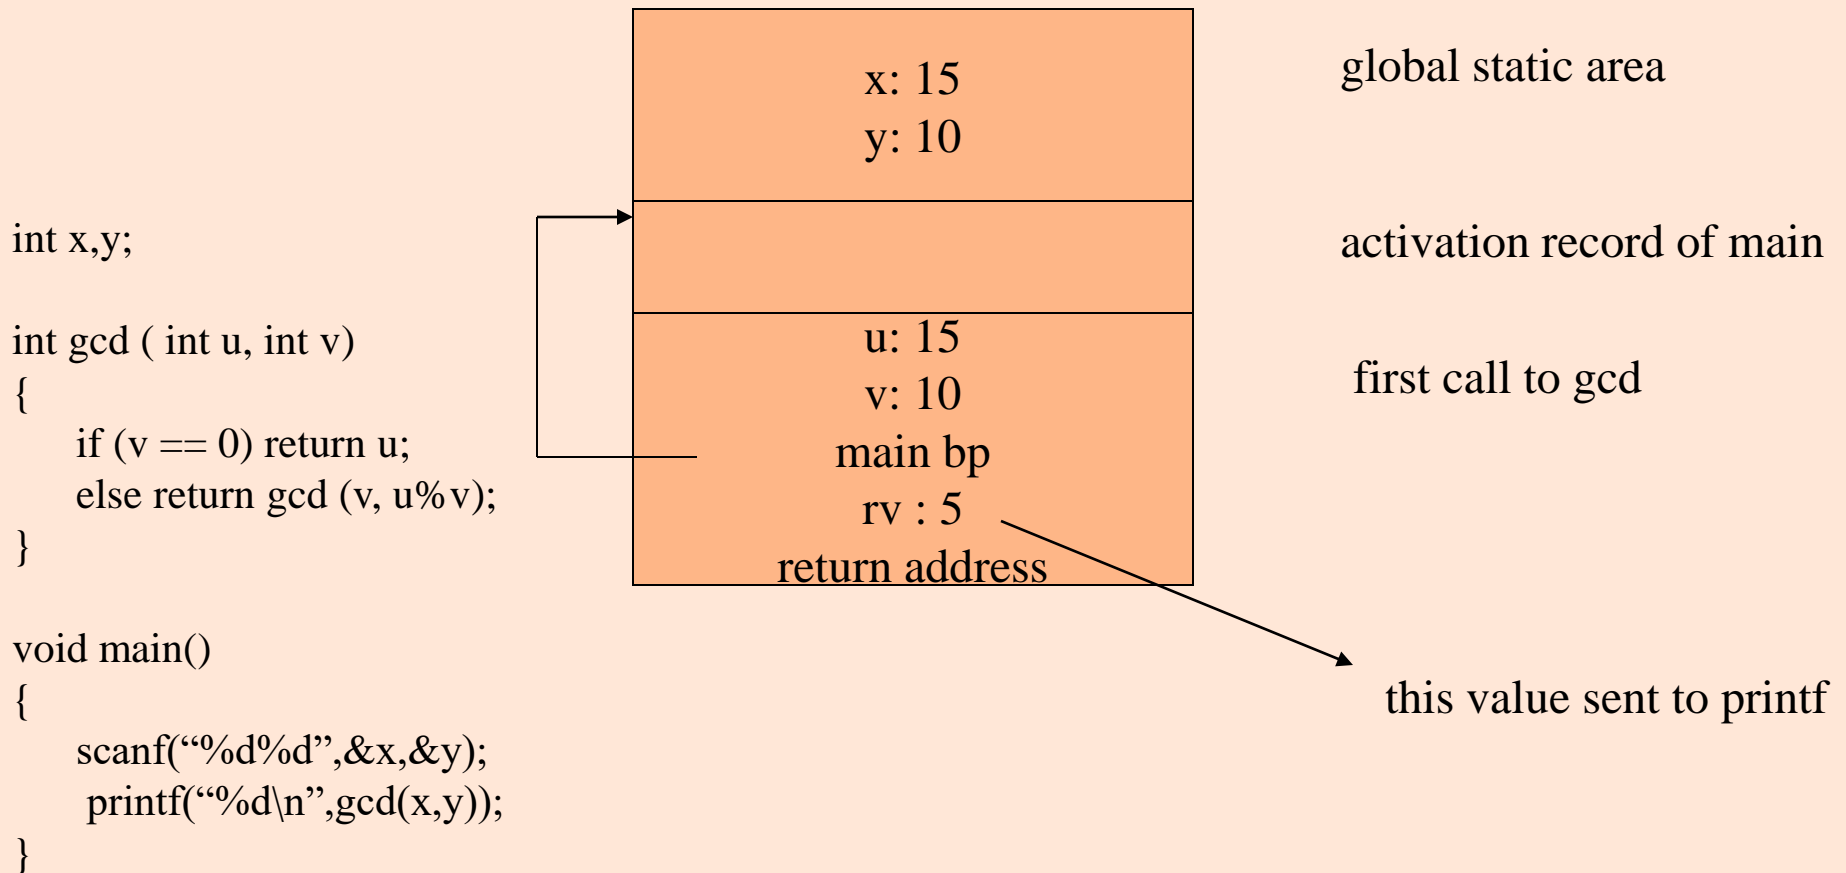 int x,y;
int gcd ( int u, int v)
{
if (v == 0) return u;
else return gcd (v, u%v);
}
void main()
{
scanf(“%d%d”,&x,&y);
printf(“%d\n”,gcd(x,y));
}
x: 15
y: 10
u: 15
v: 10
main bp
rv : 5
return address
global static area
activation record of main
first call to gcd
this value sent to printf